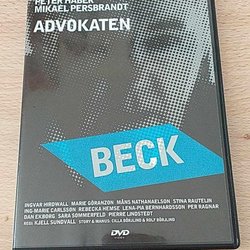 PETER HABER
MIKAEL PERSBRANDT
ADVOKATEN
BECK
INGVAR HIRDWALL MARIE GÖRANZON MÅNS NATHANAELSON STINA RAUTELIN
ING-MARIE CARLSSON REBECKA HEMSE LENA-PIA BERNHARDSSON PER RAGNAR
DAN EKBORG SARA SOMMERFELD PIERRE LINDSTEDT
REGI KJELL SUNDVALL STORY & MANUS CILLA BÖRJLIND & ROLF BÖRJLIND
DVD
VIDEO